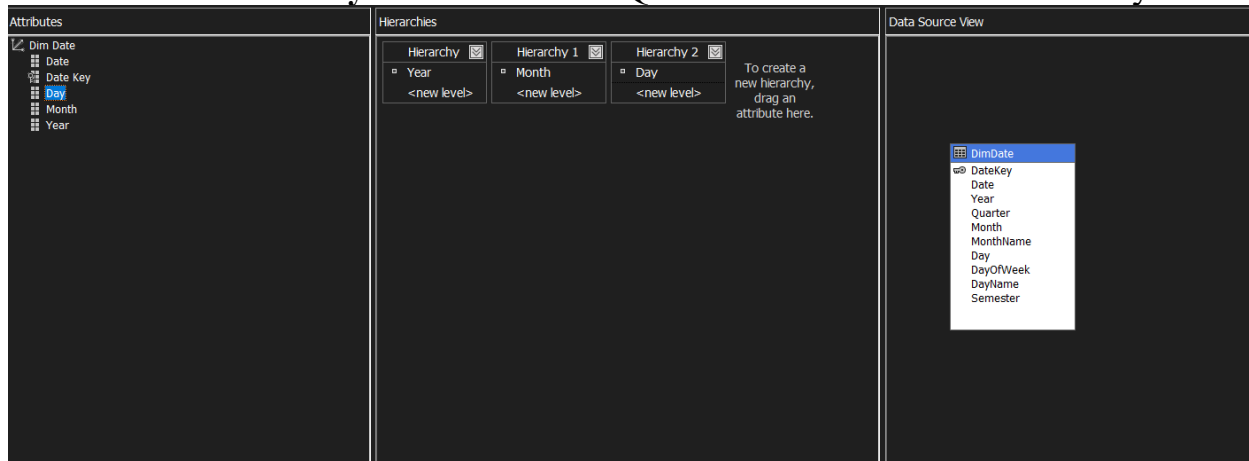 Attributes
Dim Date
Date
Date Key
Day
Month
Year
Hierarchies
Hierarchy
Year
<new level>
Hierarchy 1
Month
<new level>
Hierarchy 2
Day
<new level>
To create a
new hierarchy,
drag an
attribute here.
Data Source View
DimDate
DateKey
Date
Year
Quarter
Month
MonthName
Day
DayOfWeek
DayName
Semester